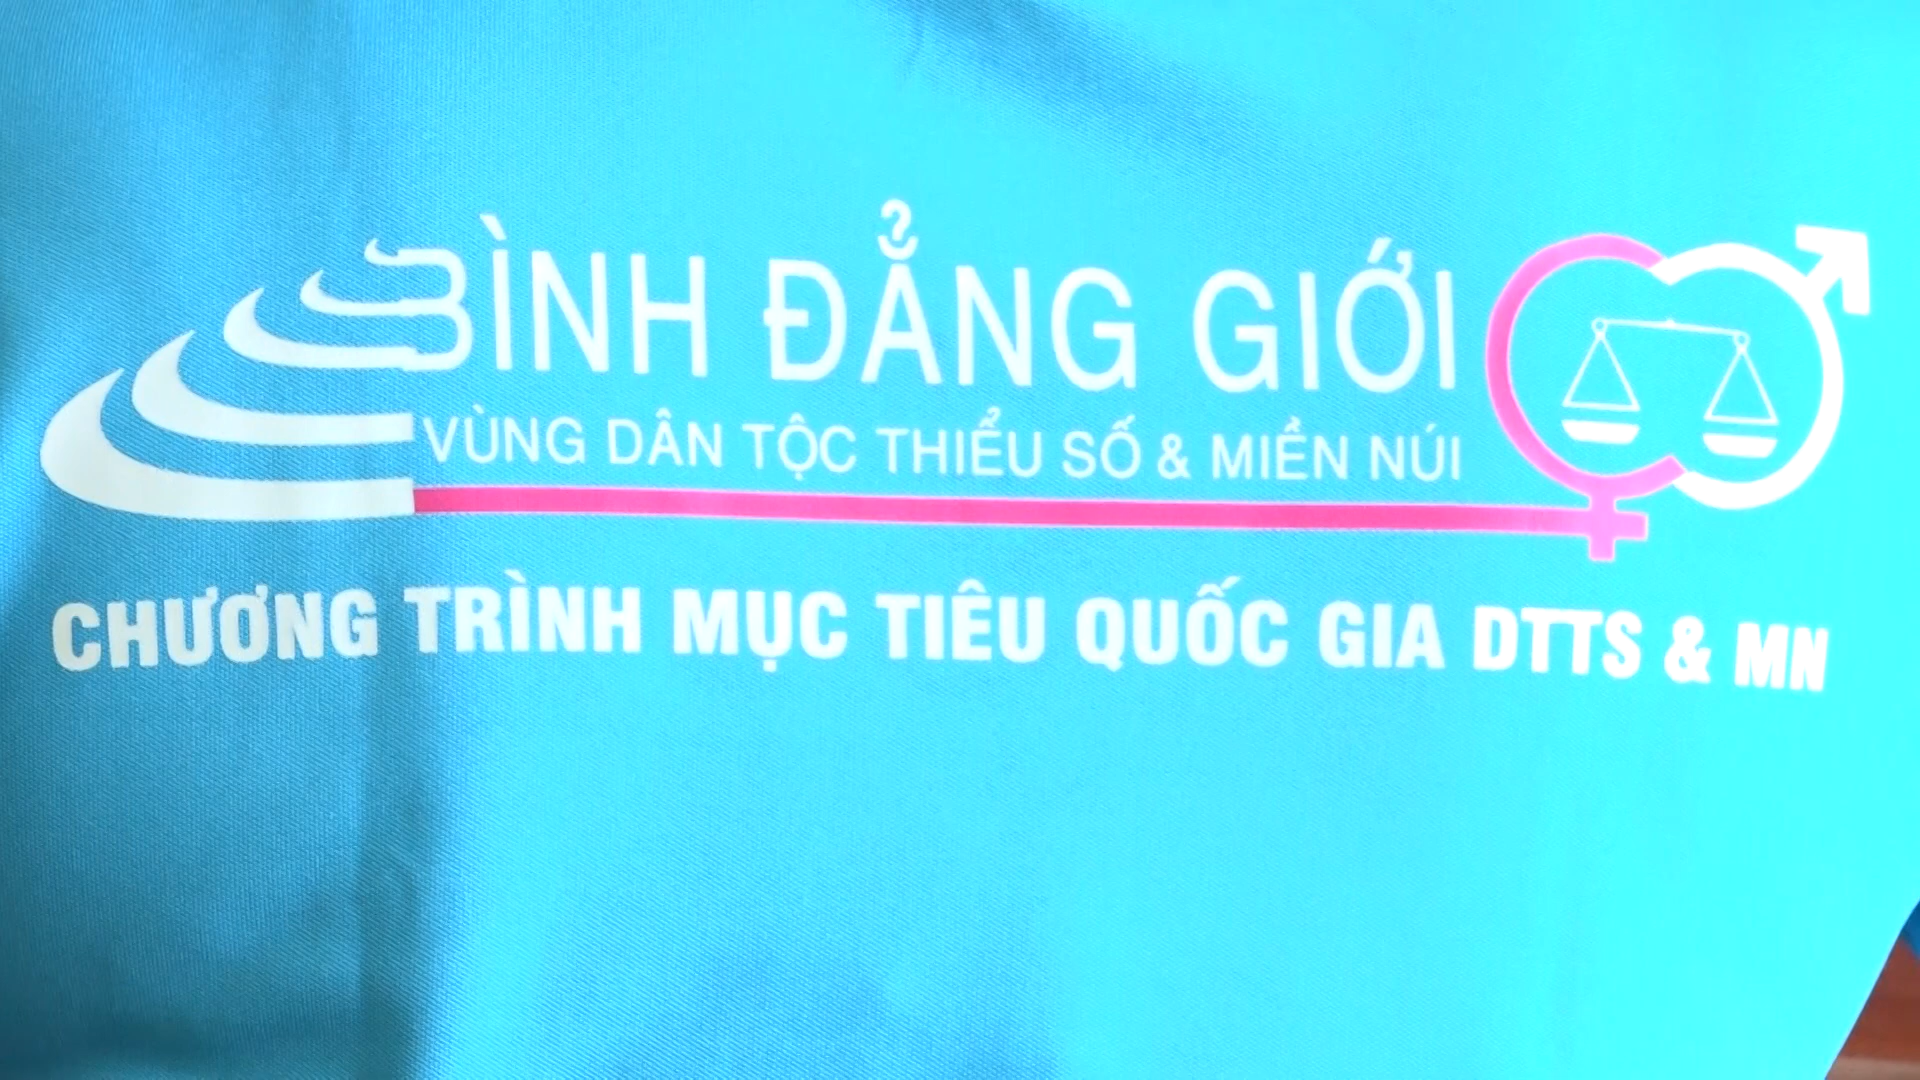 BÌNH ĐẲNG GIỚI
VÙNG DÂN TỘC THIỂU SỐ & MIỀN NÚI
CHƯƠNG TRÌNH MỤC TIÊU QUỐC GIA DTTS & MN